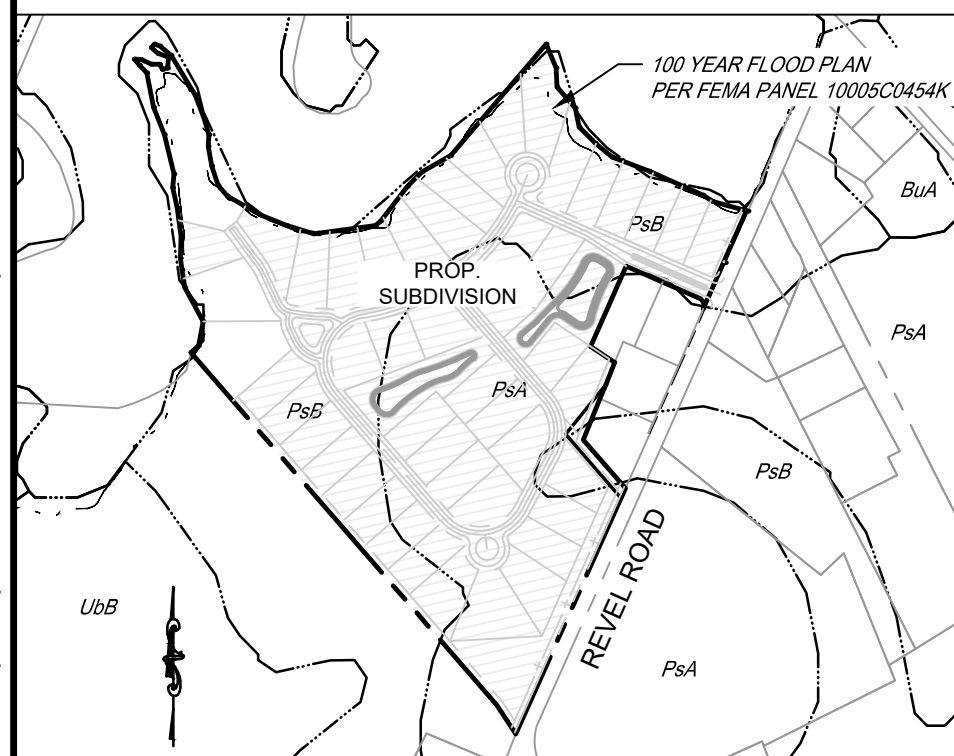 100 YEAR FLOOD PLAN
PER FEMA PANEL 10005C0454K
BuA
PsB
PROP.
SUBDIVISION
PsA
PsA
PsB
PsB
REVEL ROAD
UbB
PsA